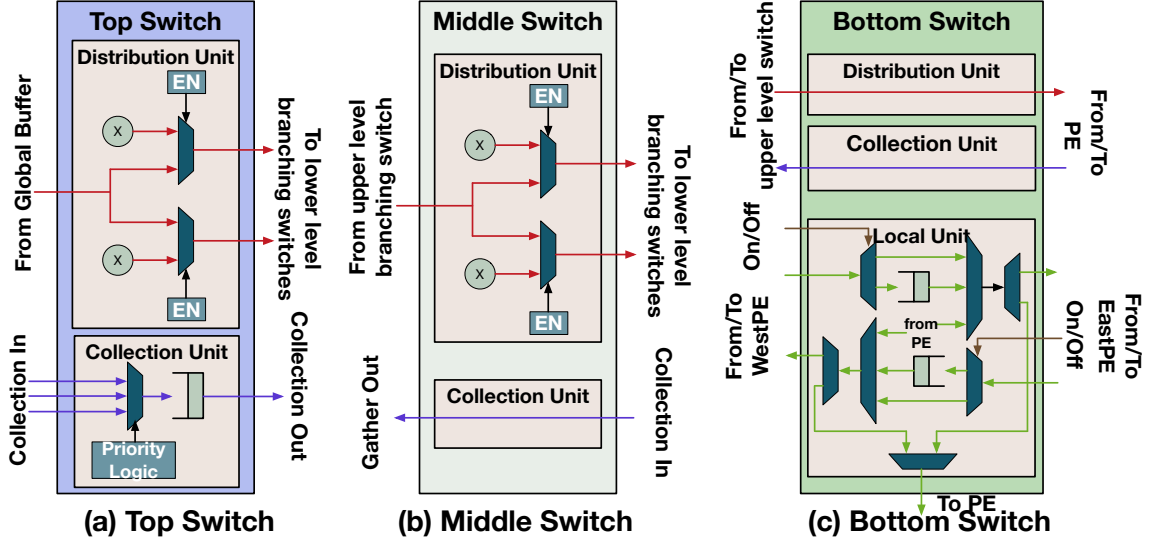 Top Switch
Distribution Unit
EN
X
X
EN
From Global Buffer
To lower level
branching switches
Collection Unit
Collection In
Priority
Logic
Collection Out
(a) Top Switch
Middle Switch
Distribution Unit
EN
X
X
EN
From upper level
branching switch
To lower level
branching switches
Collection Unit
Gather Out
Collection In
(b) Middle Switch
Bottom Switch
Distribution Unit
From/To
upper level switch
From/To
PE
Collection Unit
Local Unit
On/Off
From/To
WestPE
from
PE
From/To
EastPE
On/Off
To PE
(c) Bottom Switch